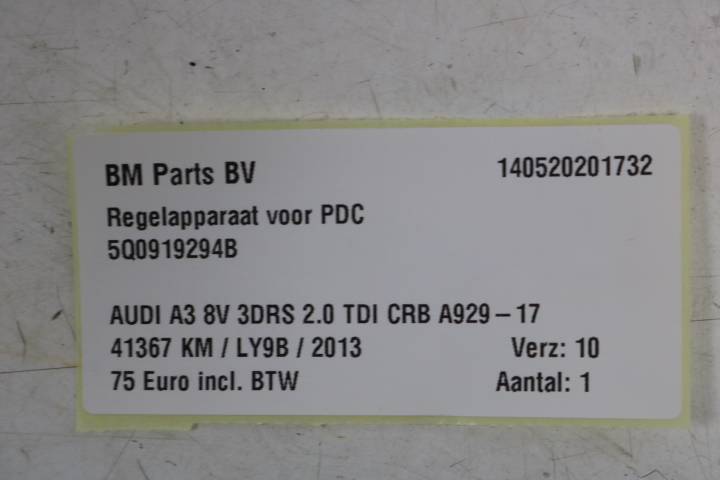 BM Parts BV 140520201732
Regelapparaat voor PDC
5Q0919294B
AUDI A3 8V 3DRS 2.0 TDI CRB A929 – 17
41367 KM / LY9B / 2013 Verz: 10
75 Euro incl. BTW Aantal: 1